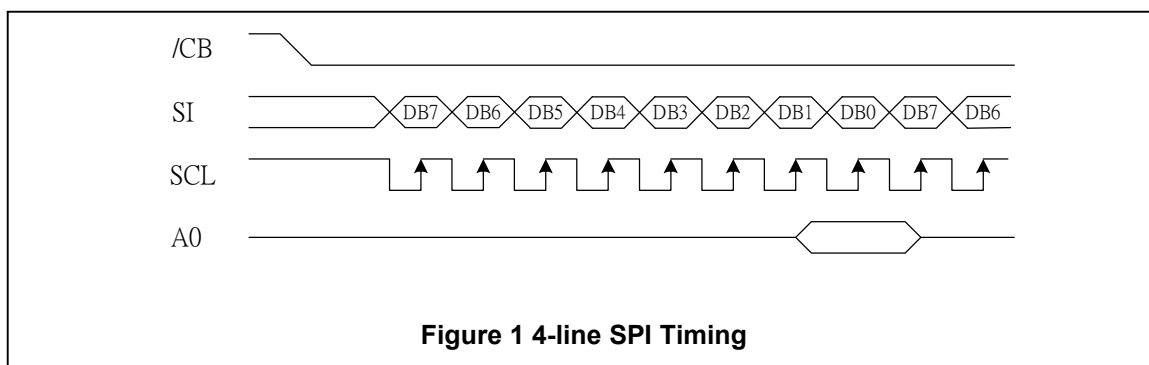 /CB
SI DB7 DB6 DB5 DB4 DB3 DB2 DB1 DB0 DB7 DB6
SCL
A0
Figure 1 4-line SPI Timing